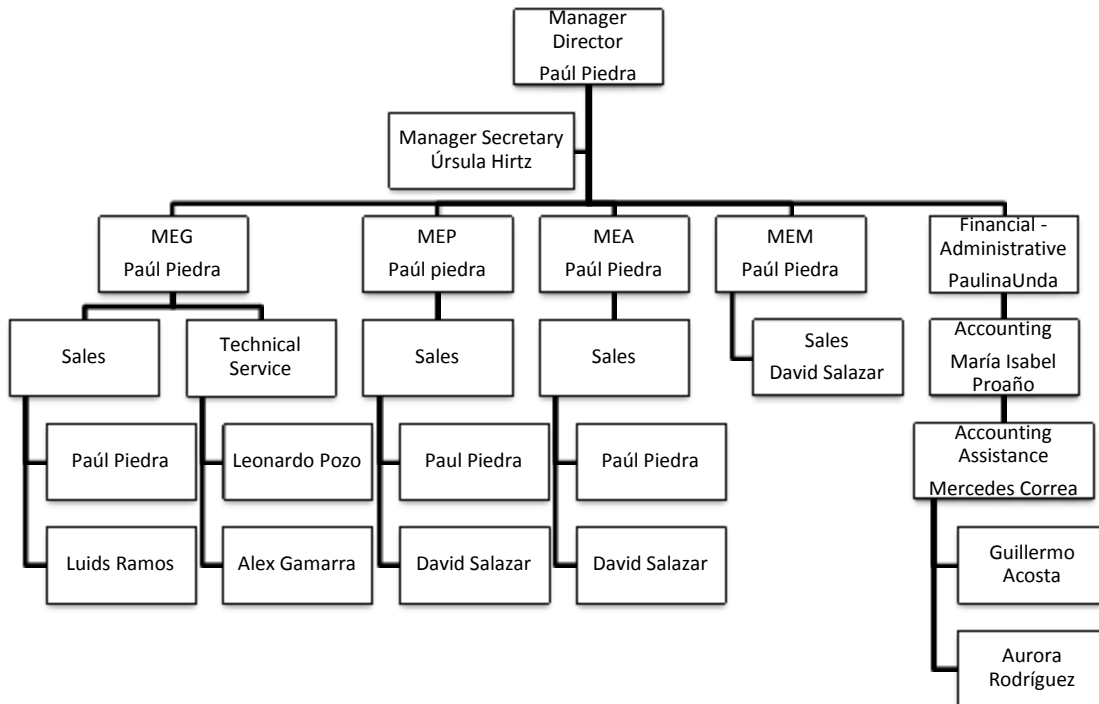 Manager
Director
Paúl Piedra
Manager Secretary
Úrsula Hirtz
MEG
Paúl Piedra
MEP
Paúl piedra
MEA
Paúl Piedra
MEM
Paúl Piedra
Financial -
Administrative
PaulinaUnda
Sales
Technical
Service
Sales
Sales
Sales
David Salazar
Accounting
María Isabel
Proaño
Paúl Piedra
Leonardo Pozo
Paul Piedra
Paúl Piedra
Accounting
Assistance
Mercedes Correa
Luids Ramos
Alex Gamarra
David Salazar
David Salazar
Guillermo
Acosta
Aurora
Rodríguez